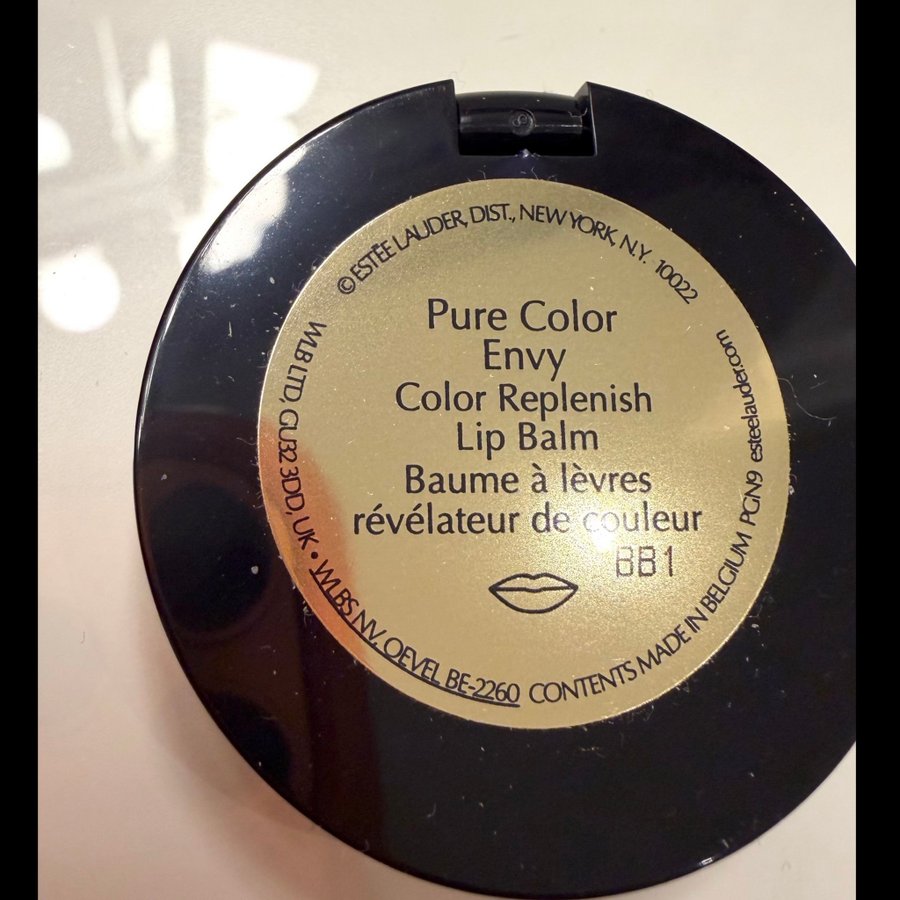 © ESTÉE LAUDER, DIST., NEW YORK, N.Y. 10022
Pure Color
Envy
Color Replenish
Lip Balm
Baume à lèvres
révélateur de couleur
BB1
WLB LTD, GU32 3DD, UK • WLBS NV, OEVEL BE-2260 CONTENTS MADE IN BELGIUM PGN9 esteelauder.com